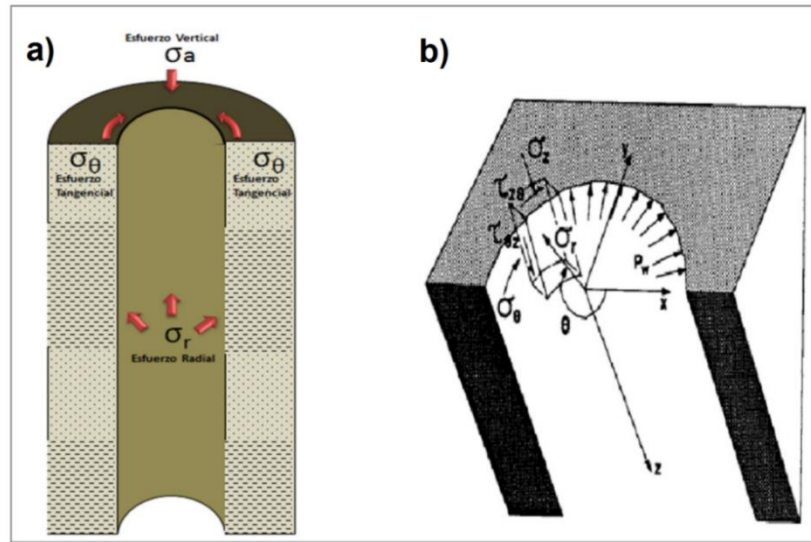 a)
Esfuerzo Vertical
σa
σθ
Esfuerzo
Tangencial
σθ
Esfuerzo
Tangencial
σr
Esfuerzo Radial
b)
σz
Y
τzθ
τθz
σr
Pw
σθ
θ
x
z